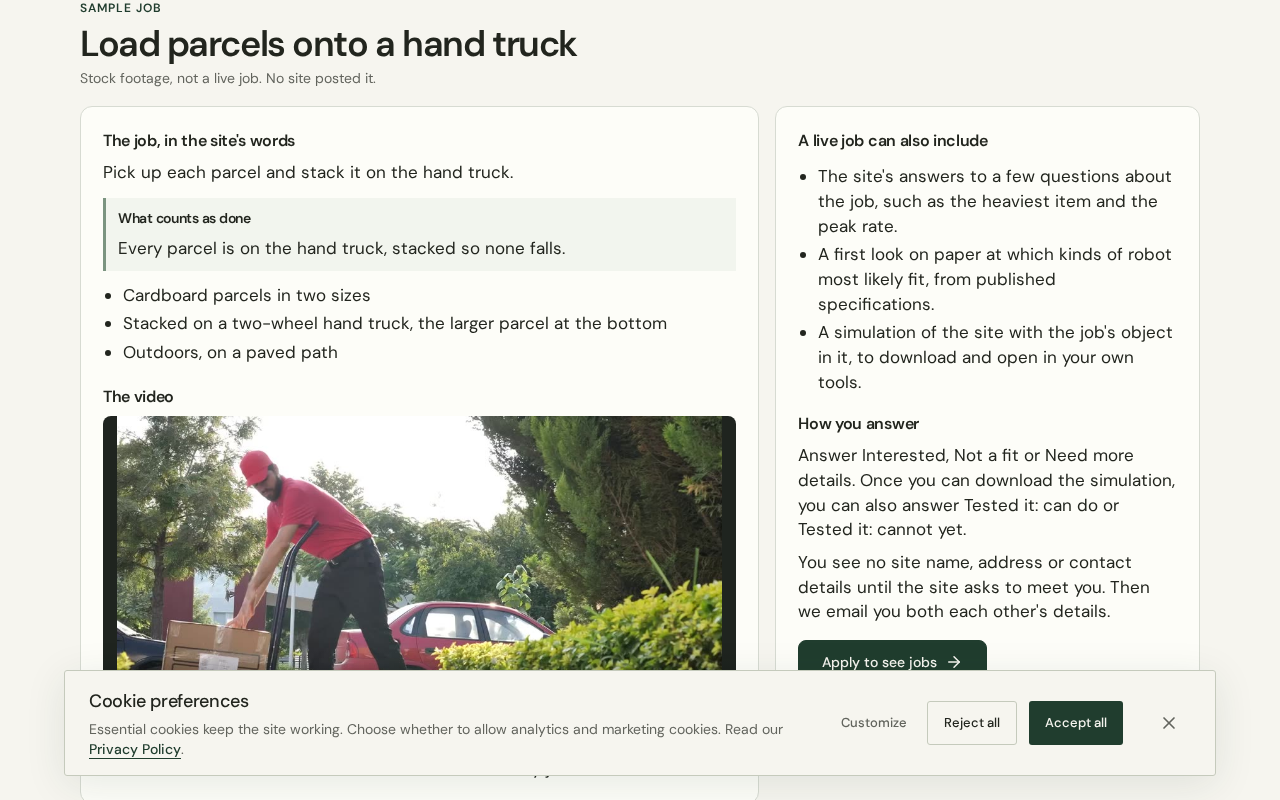 SAMPLE JOB
Load parcels onto a hand truck
Stock footage, not a live job. No site posted it.
The job, in the site's words
Pick up each parcel and stack it on the hand truck.
What counts as done
Every parcel is on the hand truck, stacked so none falls.
Cardboard parcels in two sizes
Stacked on a two-wheel hand truck, the larger parcel at the bottom
Outdoors, on a paved path
The video
A live job can also include
The site's answers to a few questions about
the job, such as the heaviest item and the
peak rate.
A first look on paper at which kinds of robot
most likely fit, from published
specifications.
A simulation of the site with the job's object
in it, to download and open in your own
tools.
How you answer
Answer Interested, Not a fit or Need more
details. Once you can download the simulation,
you can also answer Tested it: can do or
Tested it: cannot yet.
You see no site name, address or contact
details until the site asks to meet you. Then
we email you both each other's details.
Apply to see jobs
Cookie preferences
Essential cookies keep the site working. Choose whether to allow analytics and marketing cookies. Read our
Privacy Policy.
Customize
Reject all
Accept all